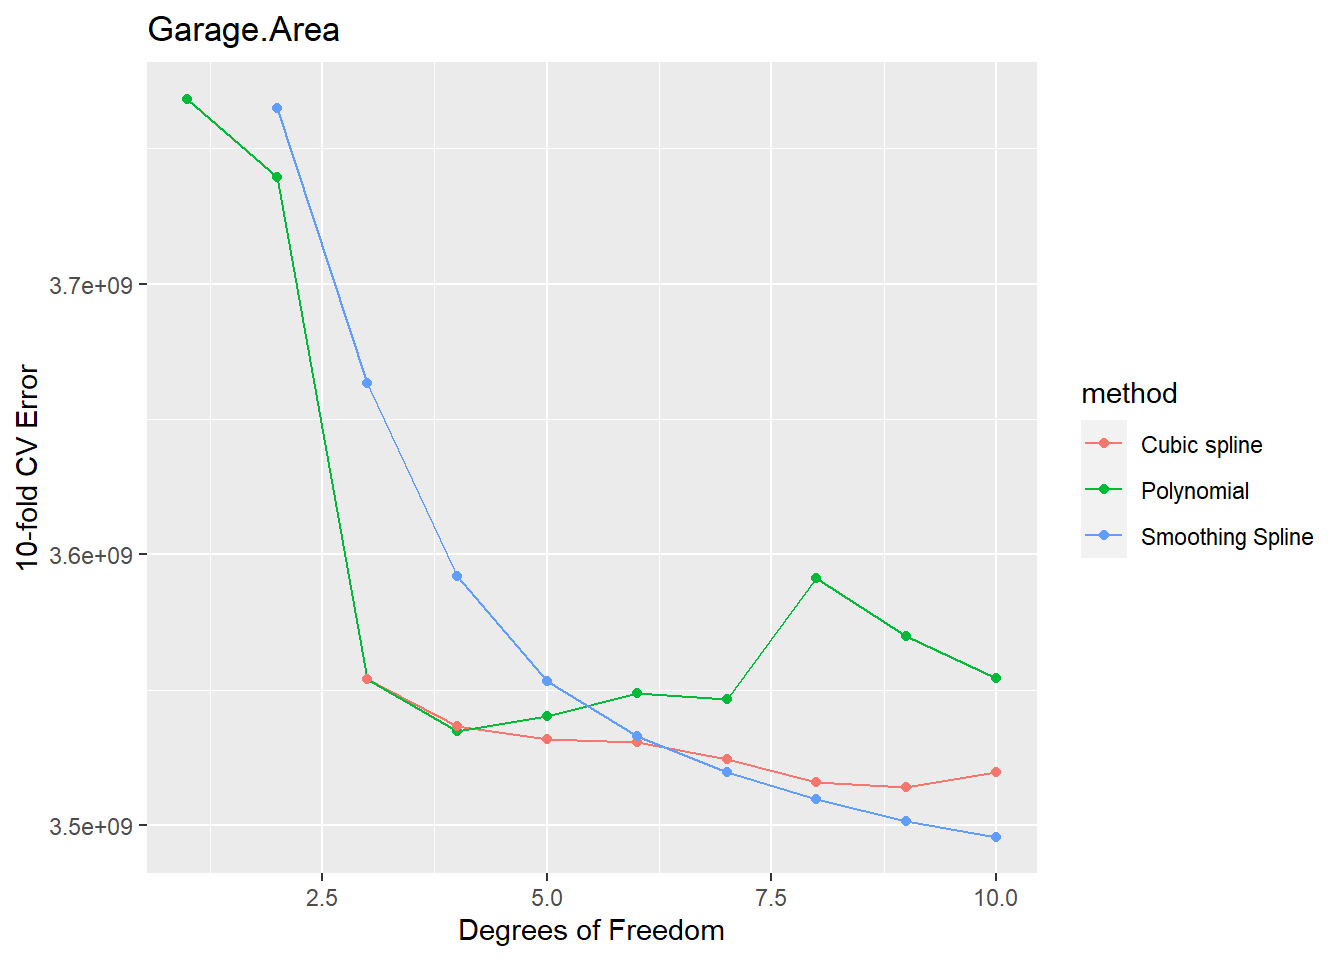 Garage.Area
3.7e+09
3.6e+09
3.5e+09
10-fold CV Error
2.5
5.0
7.5
10.0
Degrees of Freedom
method
Cubic spline
Polynomial
Smoothing Spline